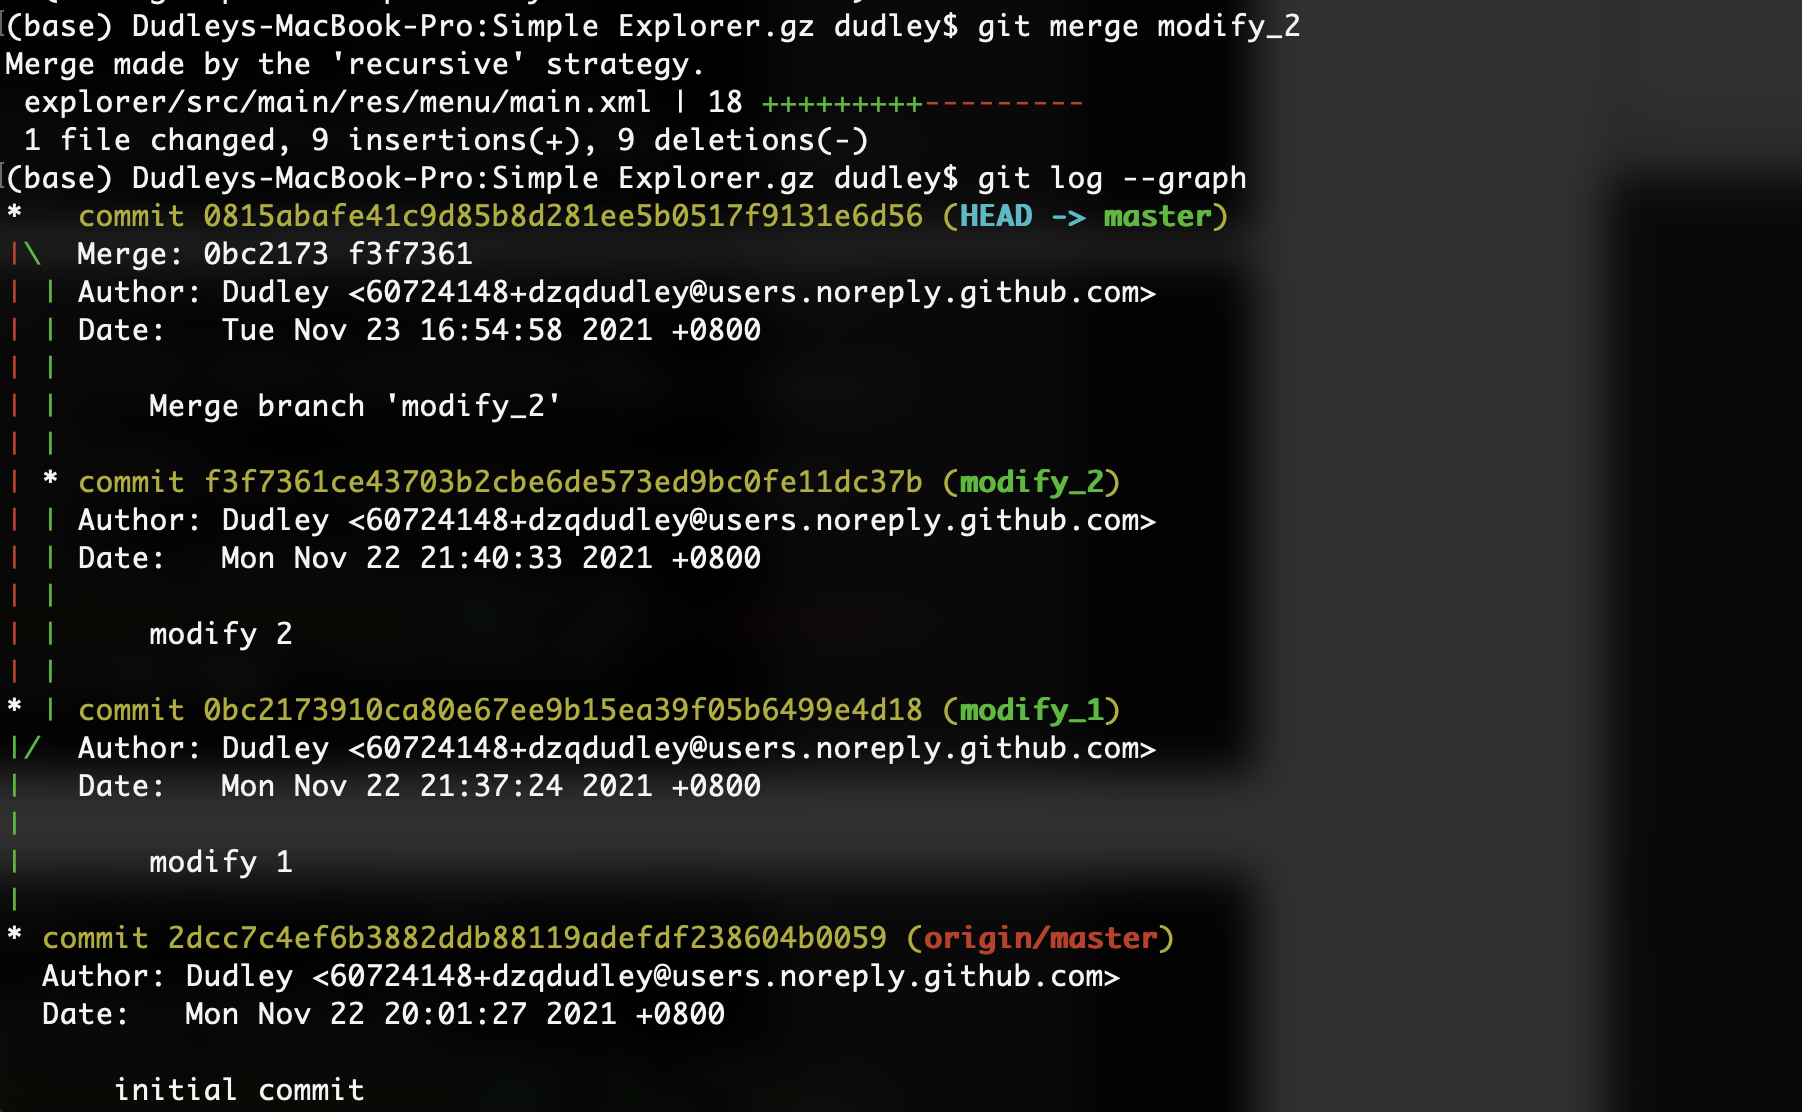 (base) Dudleys-MacBook-Pro:Simple Explorer.gz dudley$ git merge modify_2
Merge made by the 'recursive' strategy.
 explorer/src/main/res/menu/main.xml | 18 +++++++++---------
 1 file changed, 9 insertions(+), 9 deletions(-)
(base) Dudleys-MacBook-Pro:Simple Explorer.gz dudley$ git log --graph
*   commit 0815abafe41c9d85b8d281ee5b0517f9131e6d56 (HEAD -> master)
|\  Merge: 0bc2173 f3f7361
| | Author: Dudley <60724148+dzqdudley@users.noreply.github.com>
| | Date:   Tue Nov 23 16:54:58 2021 +0800
| |
| |     Merge branch 'modify_2'
| |
| * commit f3f7361ce43703b2cbe6de573ed9bc0fe11dc37b (modify_2)
| | Author: Dudley <60724148+dzqdudley@users.noreply.github.com>
| | Date:   Mon Nov 22 21:40:33 2021 +0800
| |
| |     modify 2
| |
* | commit 0bc2173910ca80e67ee9b15ea39f05b6499e4d18 (modify_1)
|/  Author: Dudley <60724148+dzqdudley@users.noreply.github.com>
|   Date:   Mon Nov 22 21:37:24 2021 +0800
|
|       modify 1
|
* commit 2dcc7c4ef6b3882ddb88119adefdf238604b0059 (origin/master)
  Author: Dudley <60724148+dzqdudley@users.noreply.github.com>
  Date:   Mon Nov 22 20:01:27 2021 +0800

      initial commit